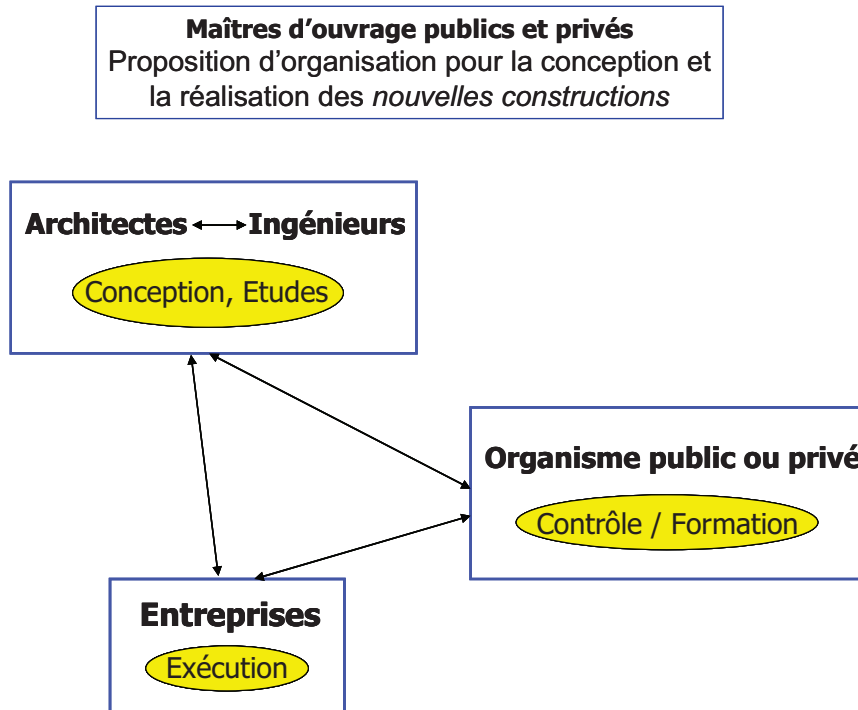 Maîtres d’ouvrage publics et privés
Proposition d’organisation pour la conception et
la réalisation des nouvelles constructions
Architectes
Ingénieurs
Conception, Etudes
Organisme public ou privé
Contrôle / Formation
Entreprises
Exécution